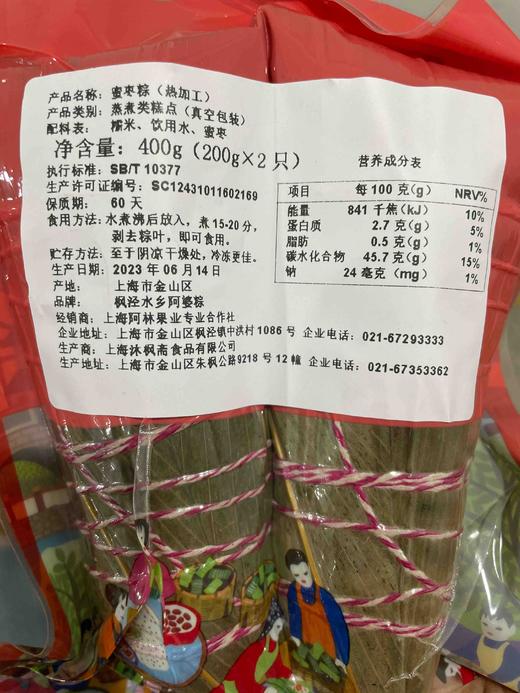 产品名称：蜜枣粽（热加工）
产品类别：蒸煮类糕点（真空包装）
配料表：糯米、饮用水、蜜枣
净含量：400g（200g×2只）
执行标准：SB/T 10377
生产许可证编号：SC12431011602169
保质期：60天
食用方法：水煮沸后放入，煮15-20分，
剥去粽叶，即可食用。
贮存方法：至于阴凉干燥处，冷冻更佳。
生产日期：2023年06月14日
产地：上海市金山区
品牌：枫泾水乡阿婆粽
经销商：上海阿林果业专业合作社
企业地址：上海市金山区枫泾镇中洪村1086号 企业电话：021-67293333
生产商：上海沐枫斋食品有限公司
厂址：上海市金山区朱枫公路9218号12幢 企业电话：021-67353362
营养成分表
项目 每100克(g) NRV%
能量 841千焦(kJ) 10%
蛋白质 2.7克(g) 5%
脂肪 0.5克(g) 1%
碳水化合物 45.7克(g) 15%
钠 24毫克(mg) 1%